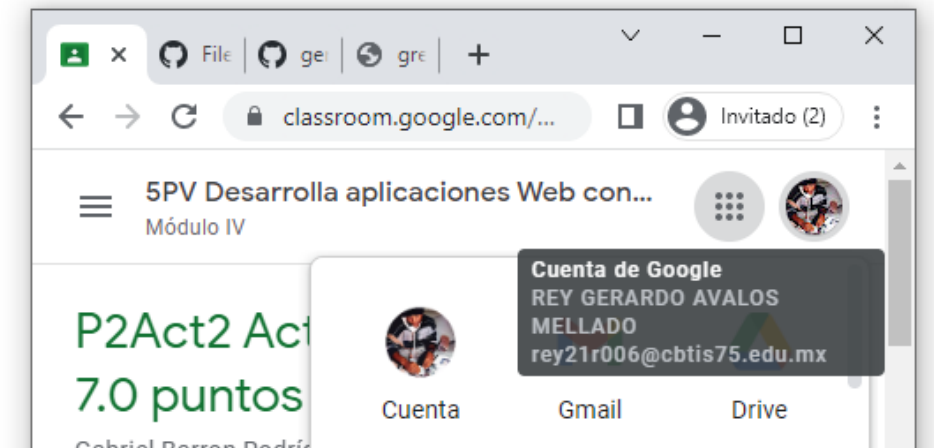 File
ger
gre
classroom.google.com/...
Invitado (2)
5PV Desarrolla aplicaciones Web con...
Módulo IV
Cuenta de Google
REY GERARDO AVALOS
MELLADO
rey21r006@cbtis75.edu.mx
P2Act2 Act
7.0 puntos
Cuenta
Gmail
Drive